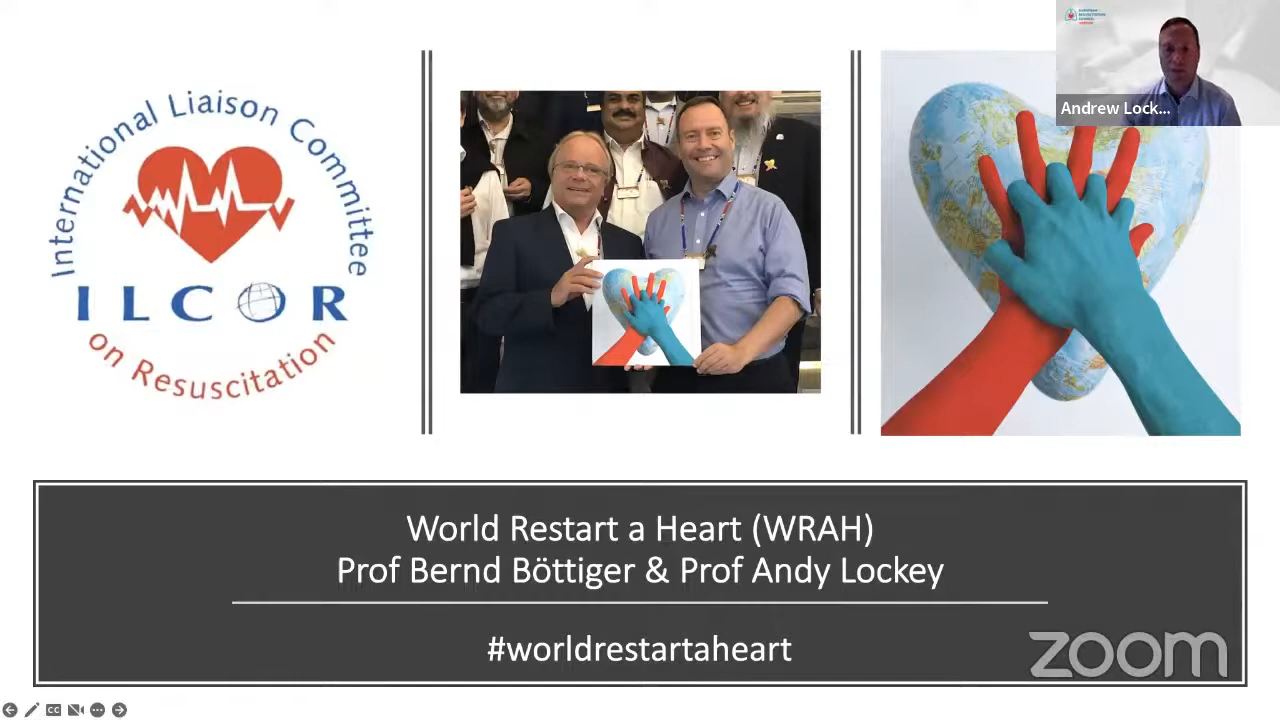 International Liaison Committee
ILCOR
on Resuscitation
Andrew Lock...
World Restart a Heart (WRAH)
Prof Bernd Böttiger & Prof Andy Lockey
#worldrestartaheart
zoom